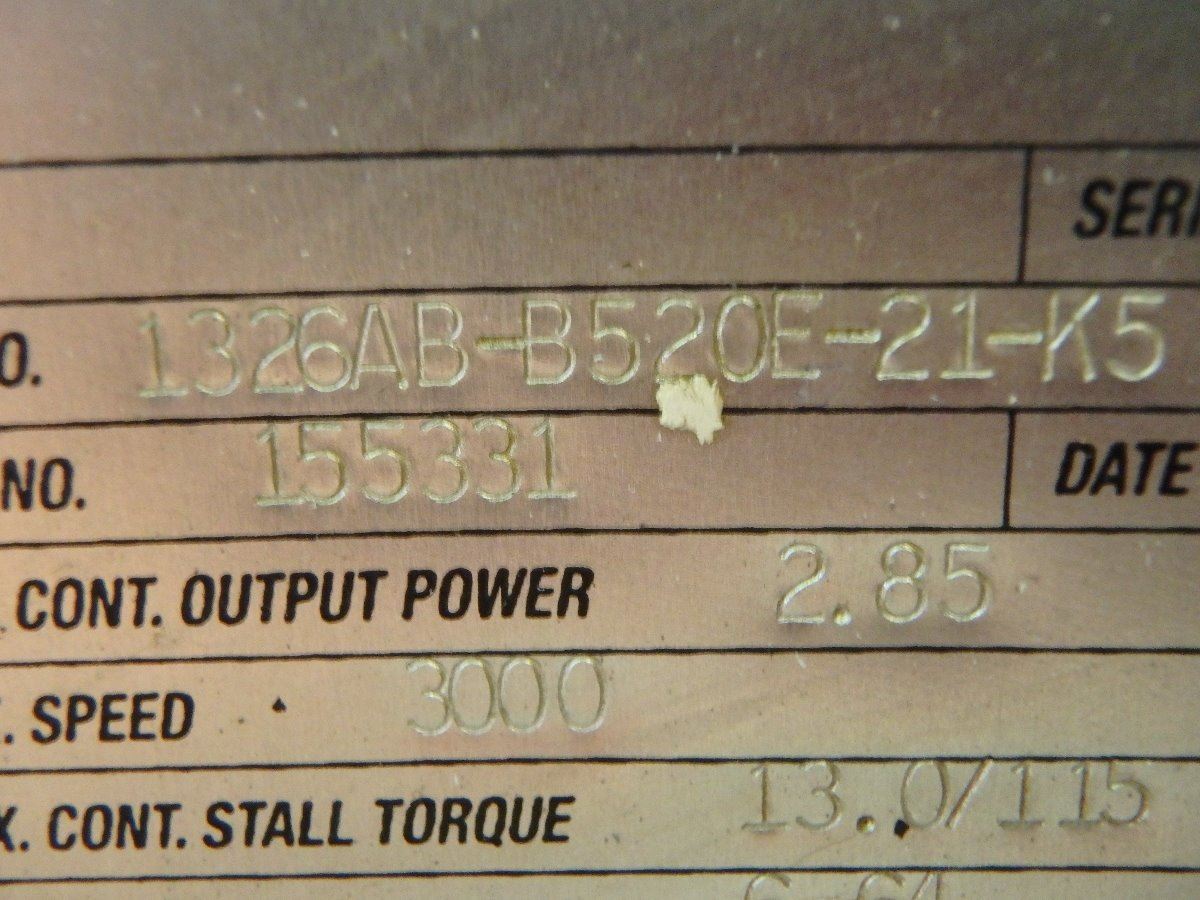 SERI
O. 1326AB-B520E-21-K5
NO. 155331 DATE
. CONT. OUTPUT POWER 2.85
. SPEED 3000
X. CONT. STALL TORQUE 13.0/115